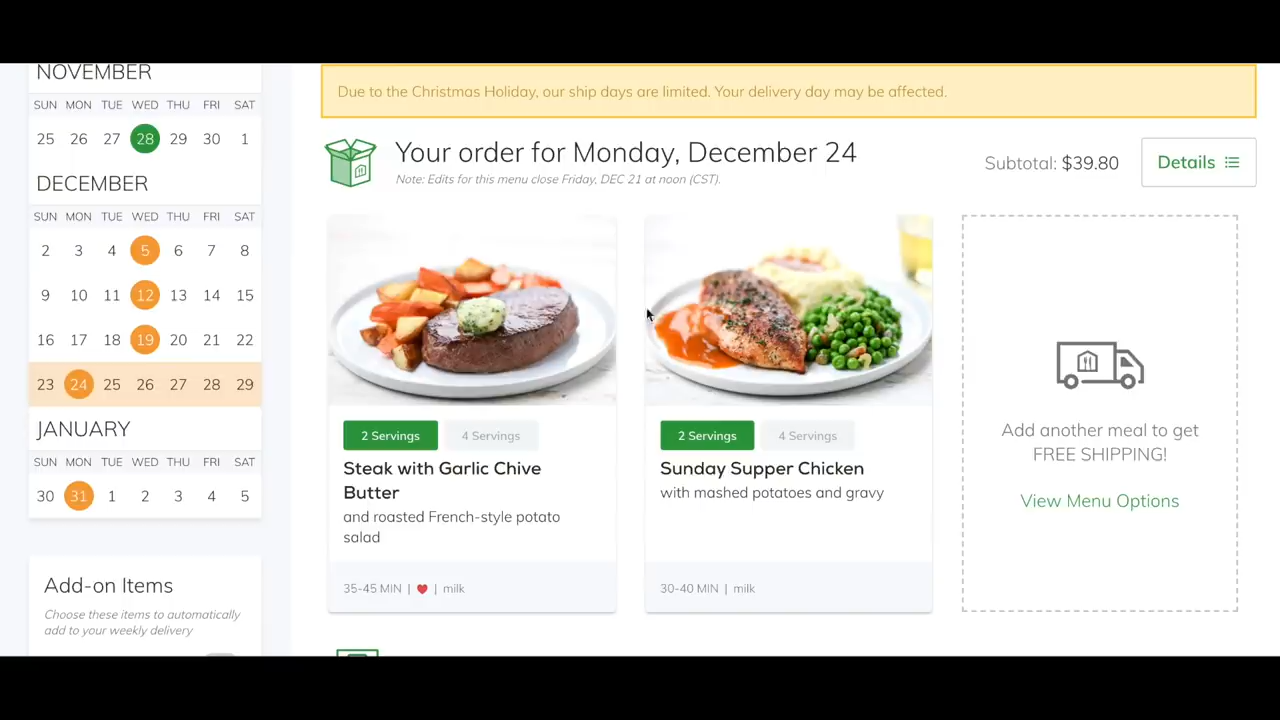 NOVEMBER
SUN MON TUE WED THU FRI SAT
25 26 27 28 29 30 1
DECEMBER
SUN MON TUE WED THU FRI SAT
2 3 4 5 6 7 8
9 10 11 12 13 14 15
16 17 18 19 20 21 22
23 24 25 26 27 28 29
JANUARY
SUN MON TUE WED THU FRI SAT
30 31 1 2 3 4 5
Add-on Items
Choose these items to automatically
add to your weekly delivery
Due to the Christmas Holiday, our ship days are limited. Your delivery day may be affected.
Your order for Monday, December 24
Note: Edits for this menu close Friday, DEC 21 at noon (CST).
Subtotal: $39.80
Details
2 Servings 4 Servings
Steak with Garlic Chive
Butter
and roasted French-style potato
salad
35-45 MIN | ❤ | milk
2 Servings 4 Servings
Sunday Supper Chicken
with mashed potatoes and gravy
30-40 MIN | milk
Add another meal to get
FREE SHIPPING!
View Menu Options